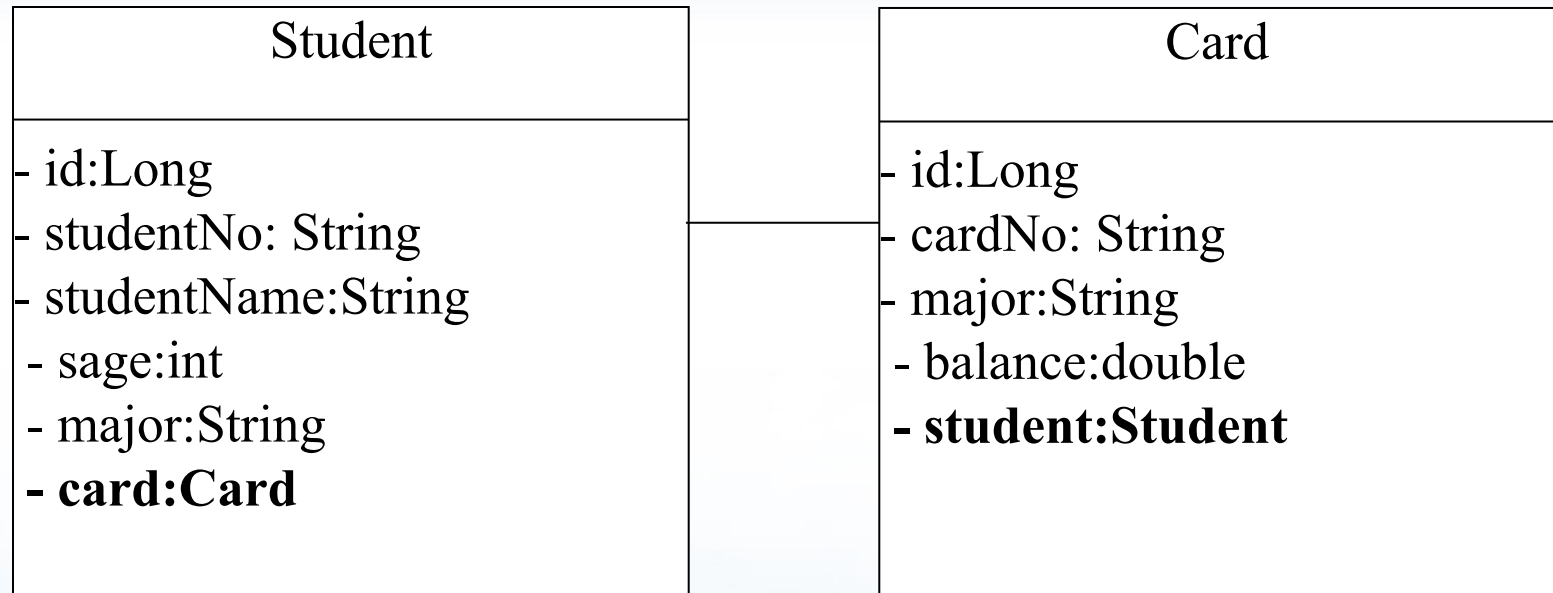 Student
- id:Long
- studentNo: String
- studentName:String
- sage:int
- major:String
- card:Card
Card
- id:Long
- cardNo: String
- major:String
- balance:double
- student:Student